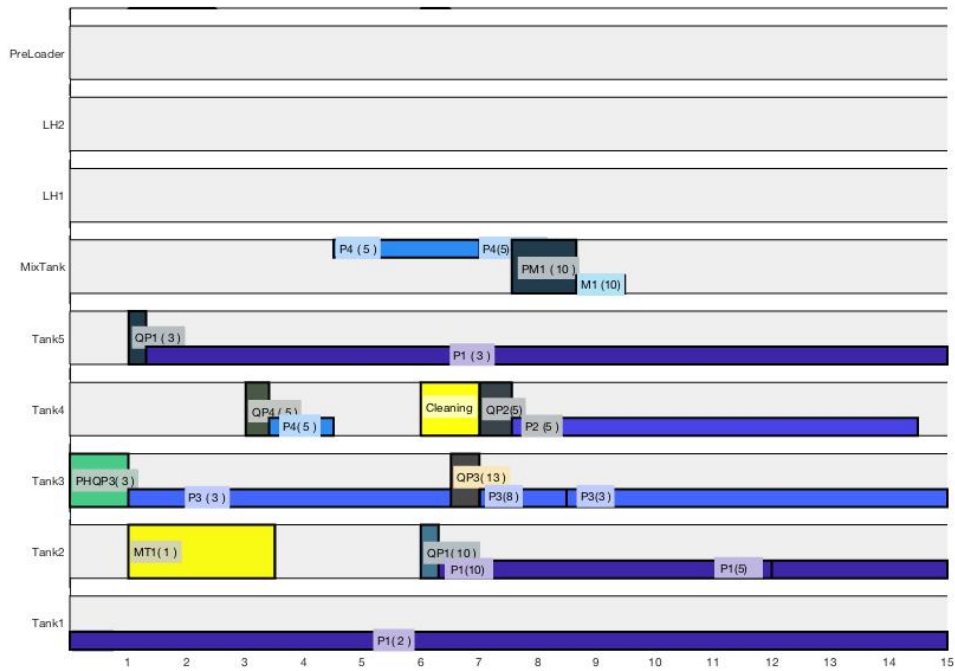 PreLoader
LH2
LH1
MixTank
P4 ( 5 )
P4(5)
PM1 ( 10 )
M1 (10)
Tank5
QP1 ( 3 )
P1 ( 3 )
Tank4
QP4 ( 5 )
P4( 5 )
Cleaning
QP2(5)
P2 ( 5 )
Tank3
PHQP3( 3 )
P3 ( 3 )
QP3( 13 )
P3(8)
P3(3)
Tank2
MT1( 1 )
QP1( 10 )
P1(10)
P1(5)
Tank1
P1( 2 )
1 2 3 4 5 6 7 8 9 10 11 12 13 14 15